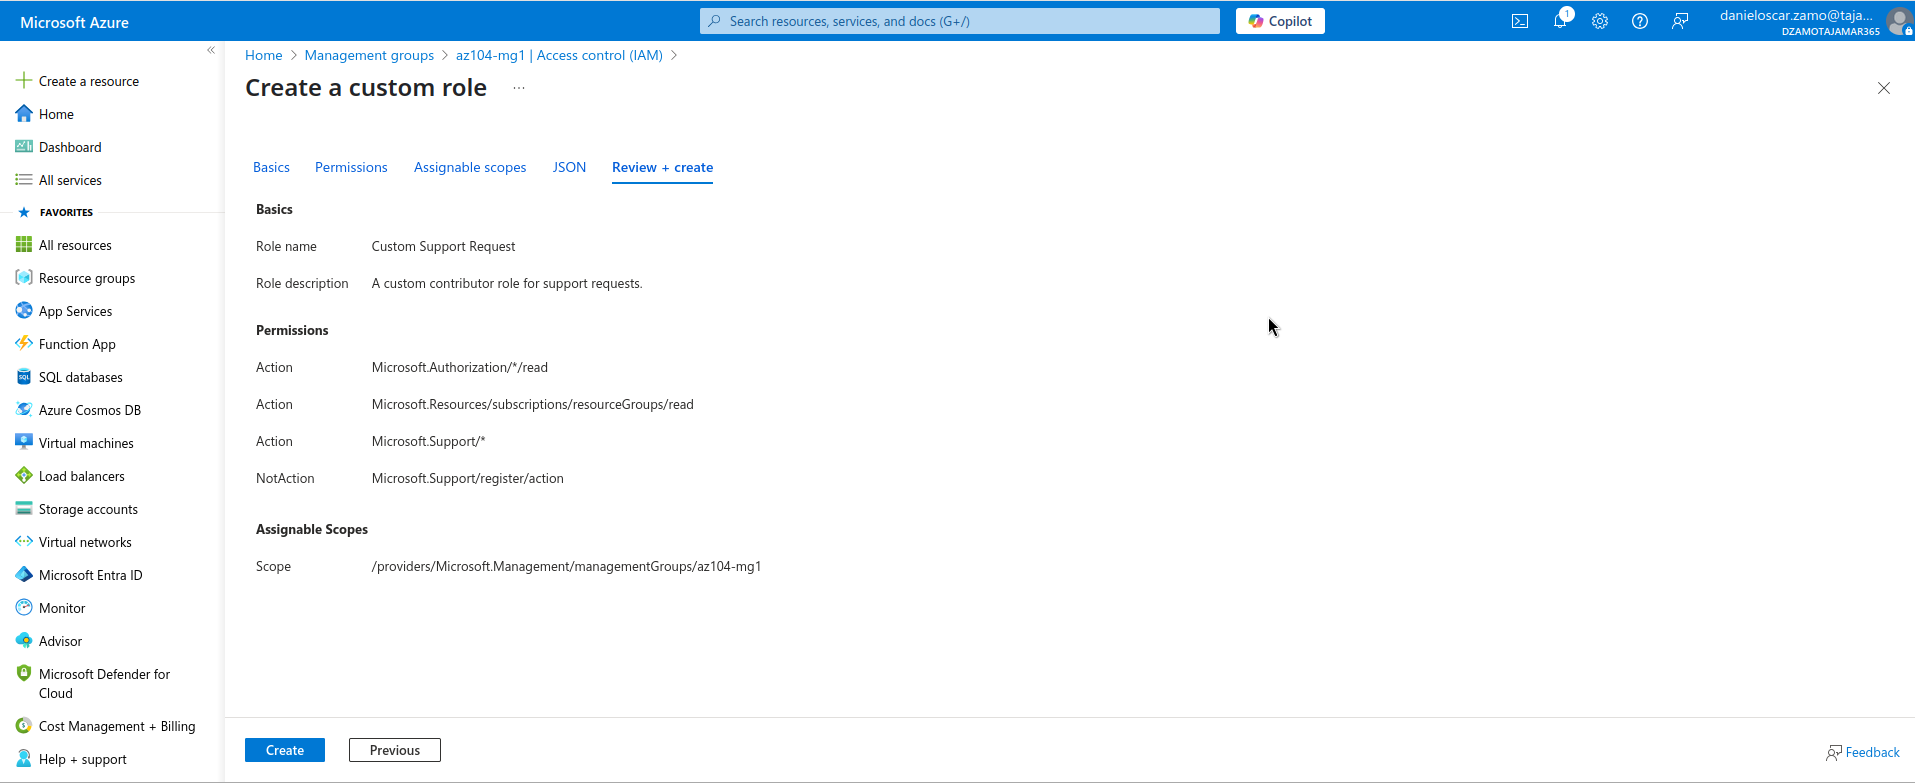 Microsoft Azure
Search resources, services, and docs (G+/)
Copilot
1
danieloscar.zamo@taja...
DZAMOTAJAMAR365
«
Create a resource
Home
Dashboard
All services
FAVORITES
All resources
Resource groups
App Services
Function App
SQL databases
Azure Cosmos DB
Virtual machines
Load balancers
Storage accounts
Virtual networks
Microsoft Entra ID
Monitor
Advisor
Microsoft Defender for
Cloud
Cost Management + Billing
Help + support
Home > Management groups > az104-mg1 | Access control (IAM) >
Create a custom role ...
Basics Permissions Assignable scopes JSON Review + create
Basics
Role name Custom Support Request
Role description A custom contributor role for support requests.
Permissions
Action Microsoft.Authorization/*/read
Action Microsoft.Resources/subscriptions/resourceGroups/read
Action Microsoft.Support/*
NotAction Microsoft.Support/register/action
Assignable Scopes
Scope /providers/Microsoft.Management/managementGroups/az104-mg1
Create Previous
Feedback